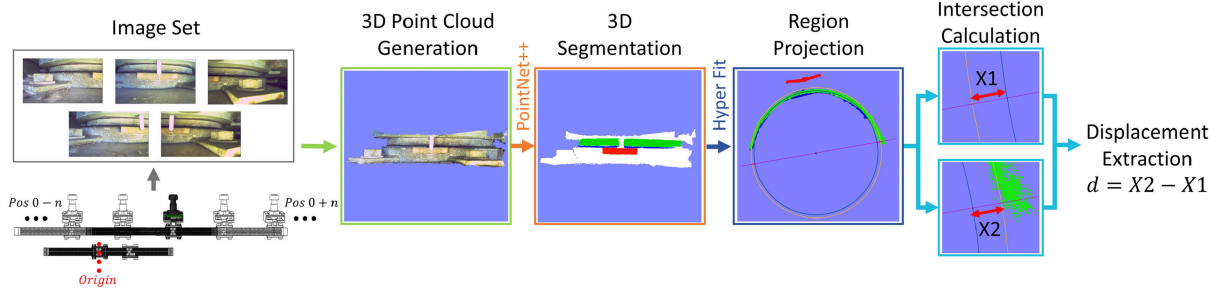 Image Set
Pos 0 − n
Pos 0 + n
Origin
3D Point Cloud
Generation
PointNet++
3D
Segmentation
Hyper Fit
Region
Projection
Intersection
Calculation
X1
X2
Displacement
Extraction
d = X2 − X1